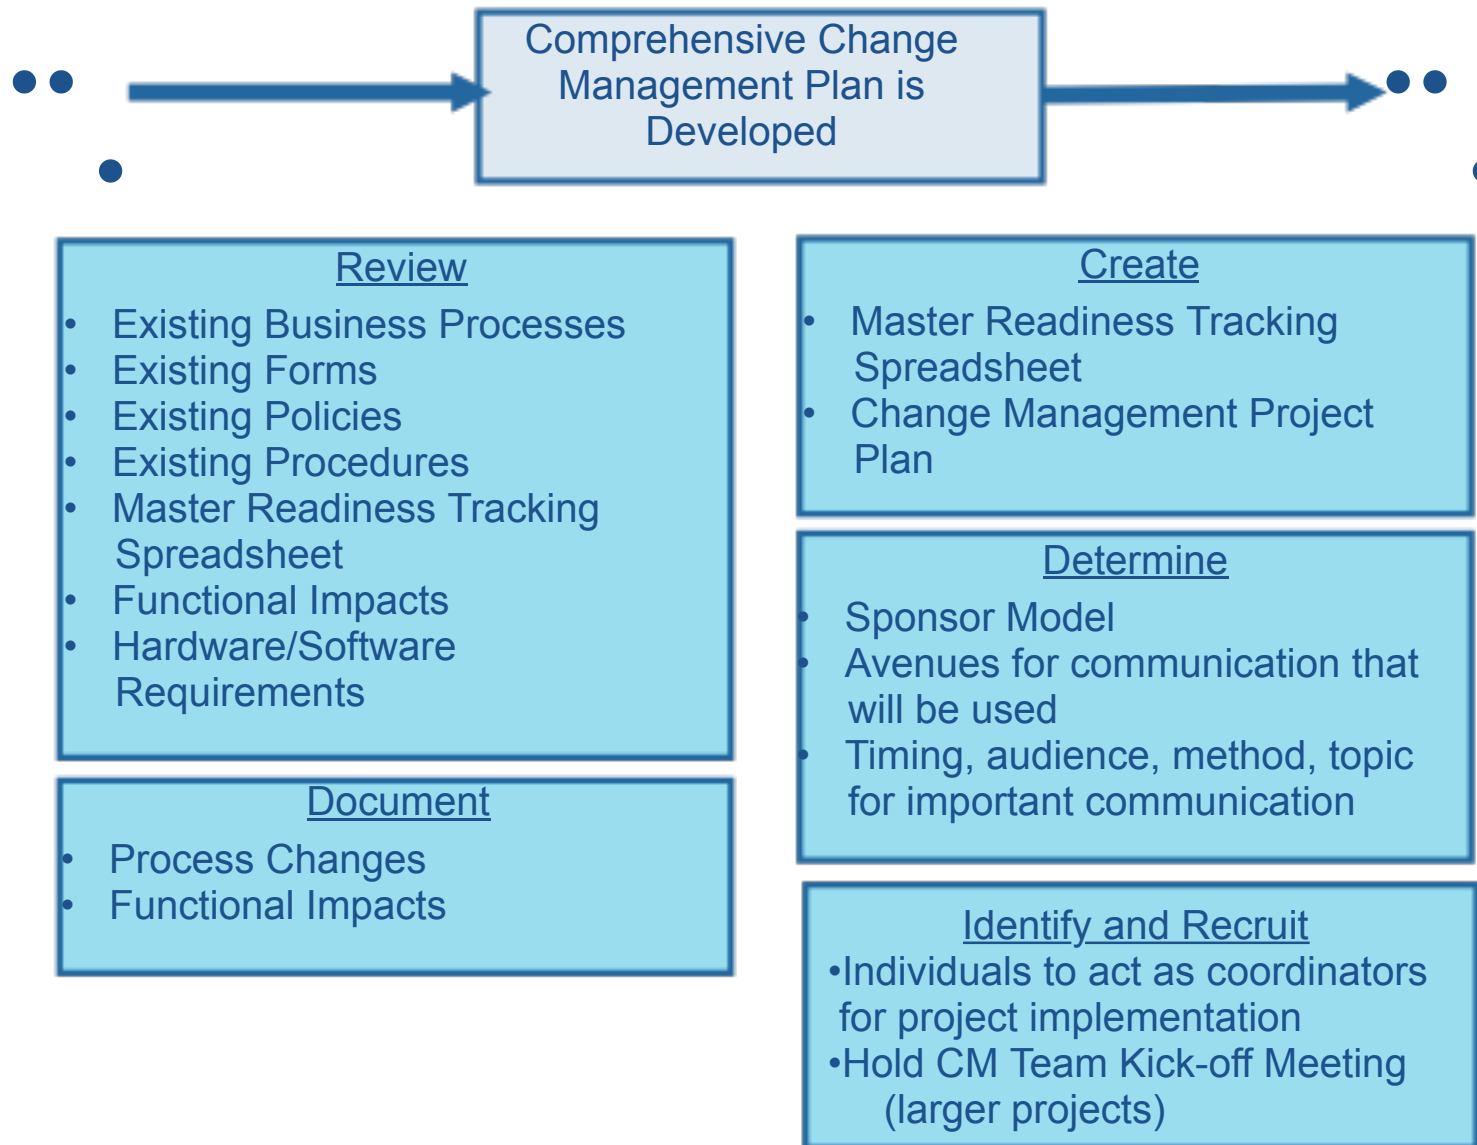 Comprehensive Change
Management Plan is
Developed
Review
• Existing Business Processes
• Existing Forms
• Existing Policies
• Existing Procedures
• Master Readiness Tracking
Spreadsheet
• Functional Impacts
• Hardware/Software
Requirements
Document
• Process Changes
• Functional Impacts
Create
• Master Readiness Tracking
Spreadsheet
• Change Management Project
Plan
Determine
• Sponsor Model
• Avenues for communication that
will be used
• Timing, audience, method, topic
for important communication
Identify and Recruit
•Individuals to act as coordinators
for project implementation
•Hold CM Team Kick-off Meeting
(larger projects)